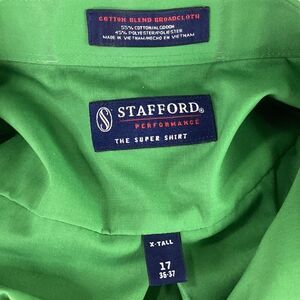 COTTON BLEND BROADCLOTH
55% COTTON/ALGODON
45% POLYESTER/POLIESTER
MADE IN VIETNAM/HECHO EN VIETNAM
STAFFORD®
PERFORMANCE
THE SUPER SHIRT
X-TALL
17
36-37